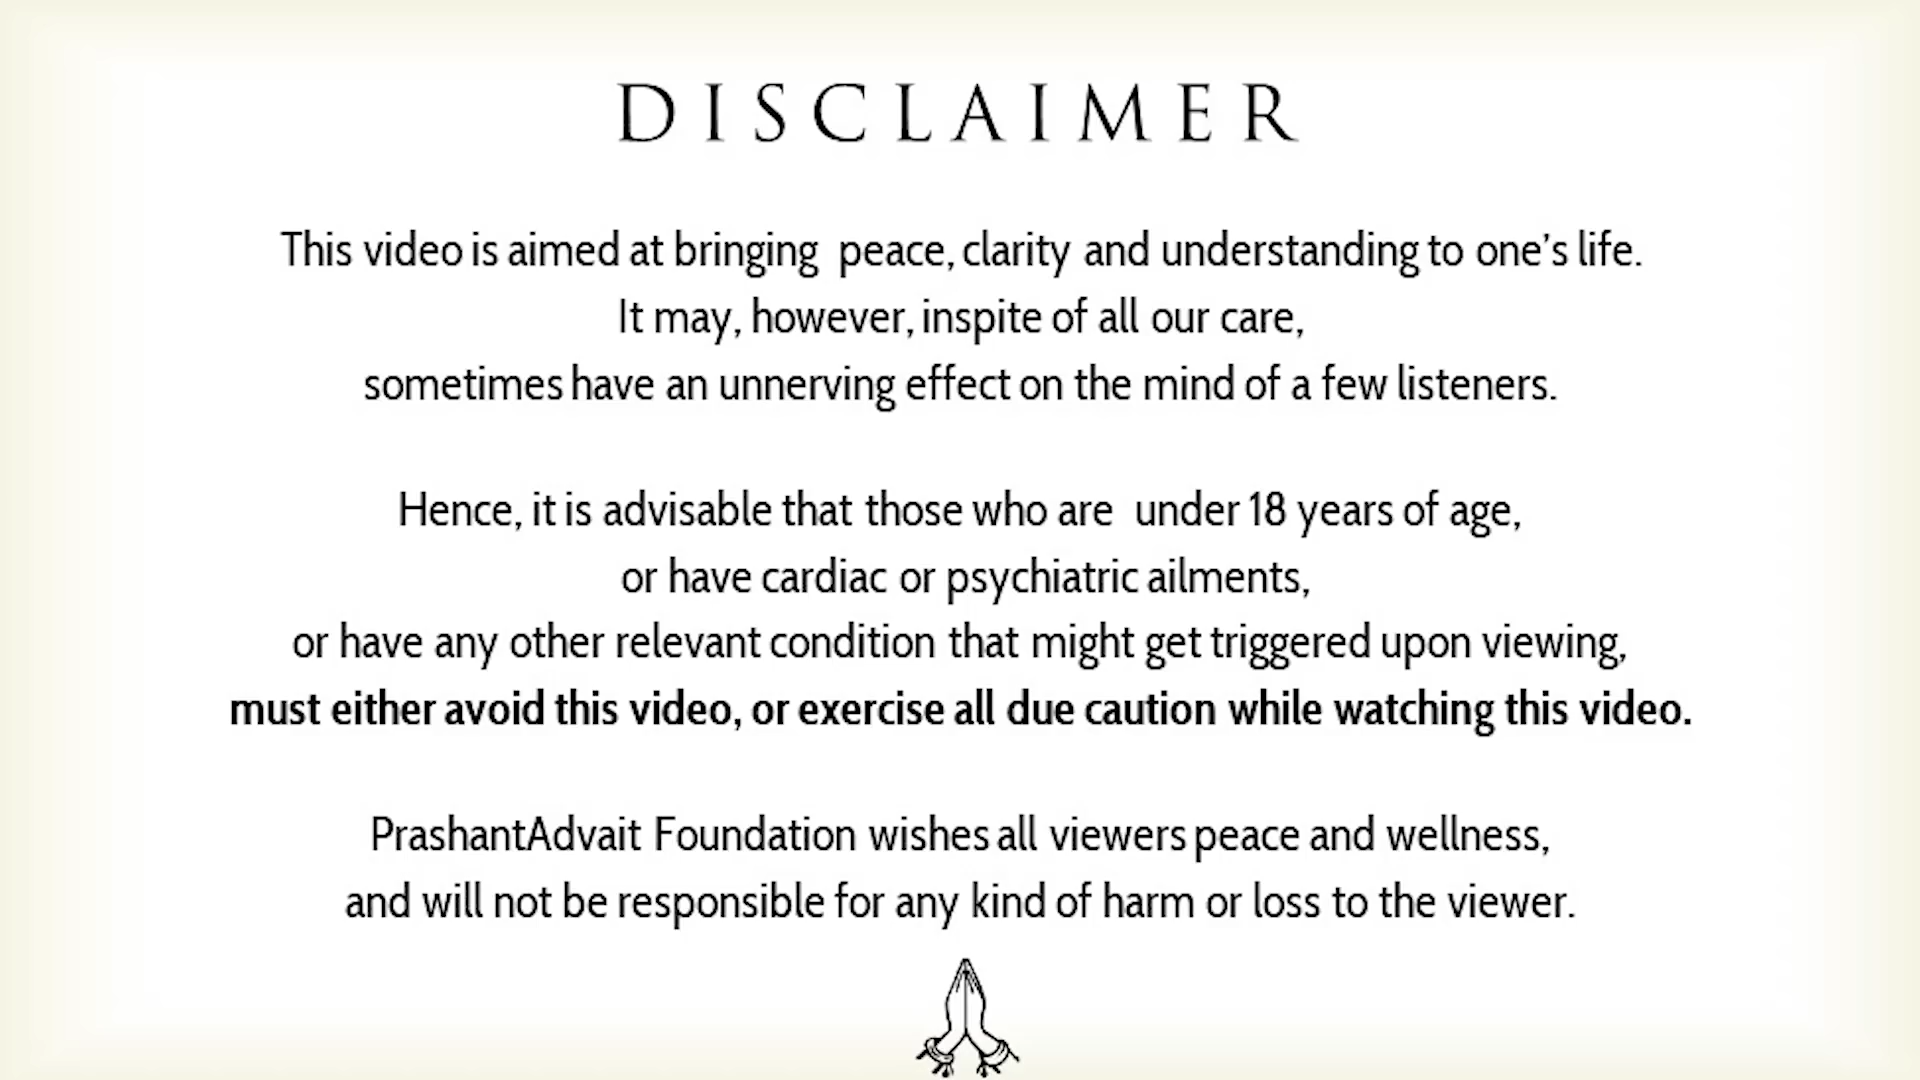 DISCLAIMER
This video is aimed at bringing peace, clarity and understanding to one's life.
It may, however, inspite of all our care,
sometimes have an unnerving effect on the mind of a few listeners.
Hence, it is advisable that those who are under 18 years of age,
or have cardiac or psychiatric ailments,
or have any other relevant condition that might get triggered upon viewing,
must either avoid this video, or exercise all due caution while watching this video.
PrashantAdvait Foundation wishes all viewers peace and wellness,
and will not be responsible for any kind of harm or loss to the viewer.